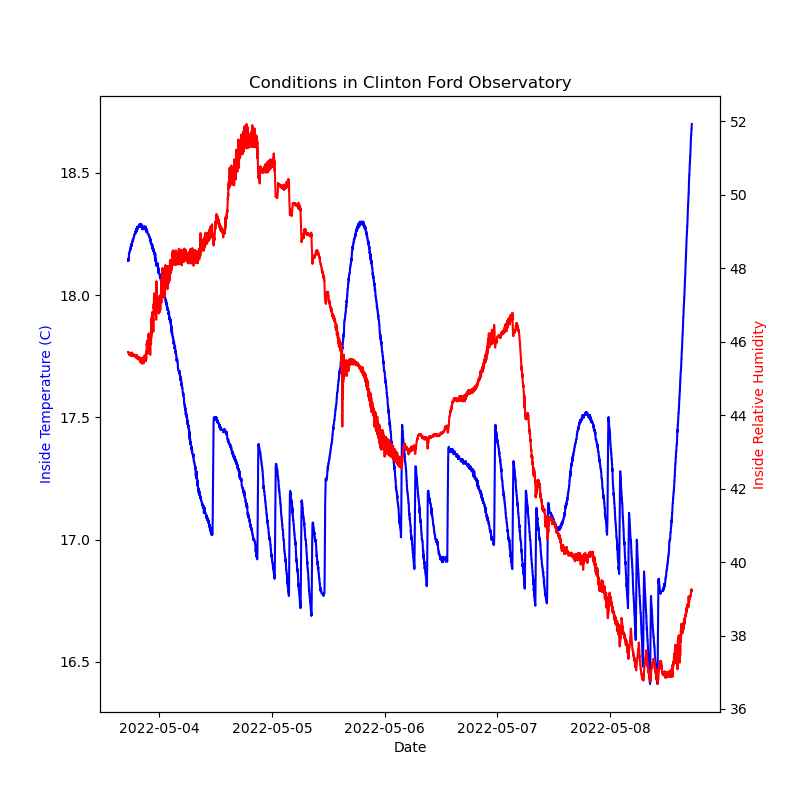 Conditions in Clinton Ford Observatory
Inside Temperature (C)
18.5
18.0
17.5
17.0
16.5
52
50
48
46
44
42
40
38
36
Inside Relative Humidity
2022-05-04 2022-05-05 2022-05-06 2022-05-07 2022-05-08
Date